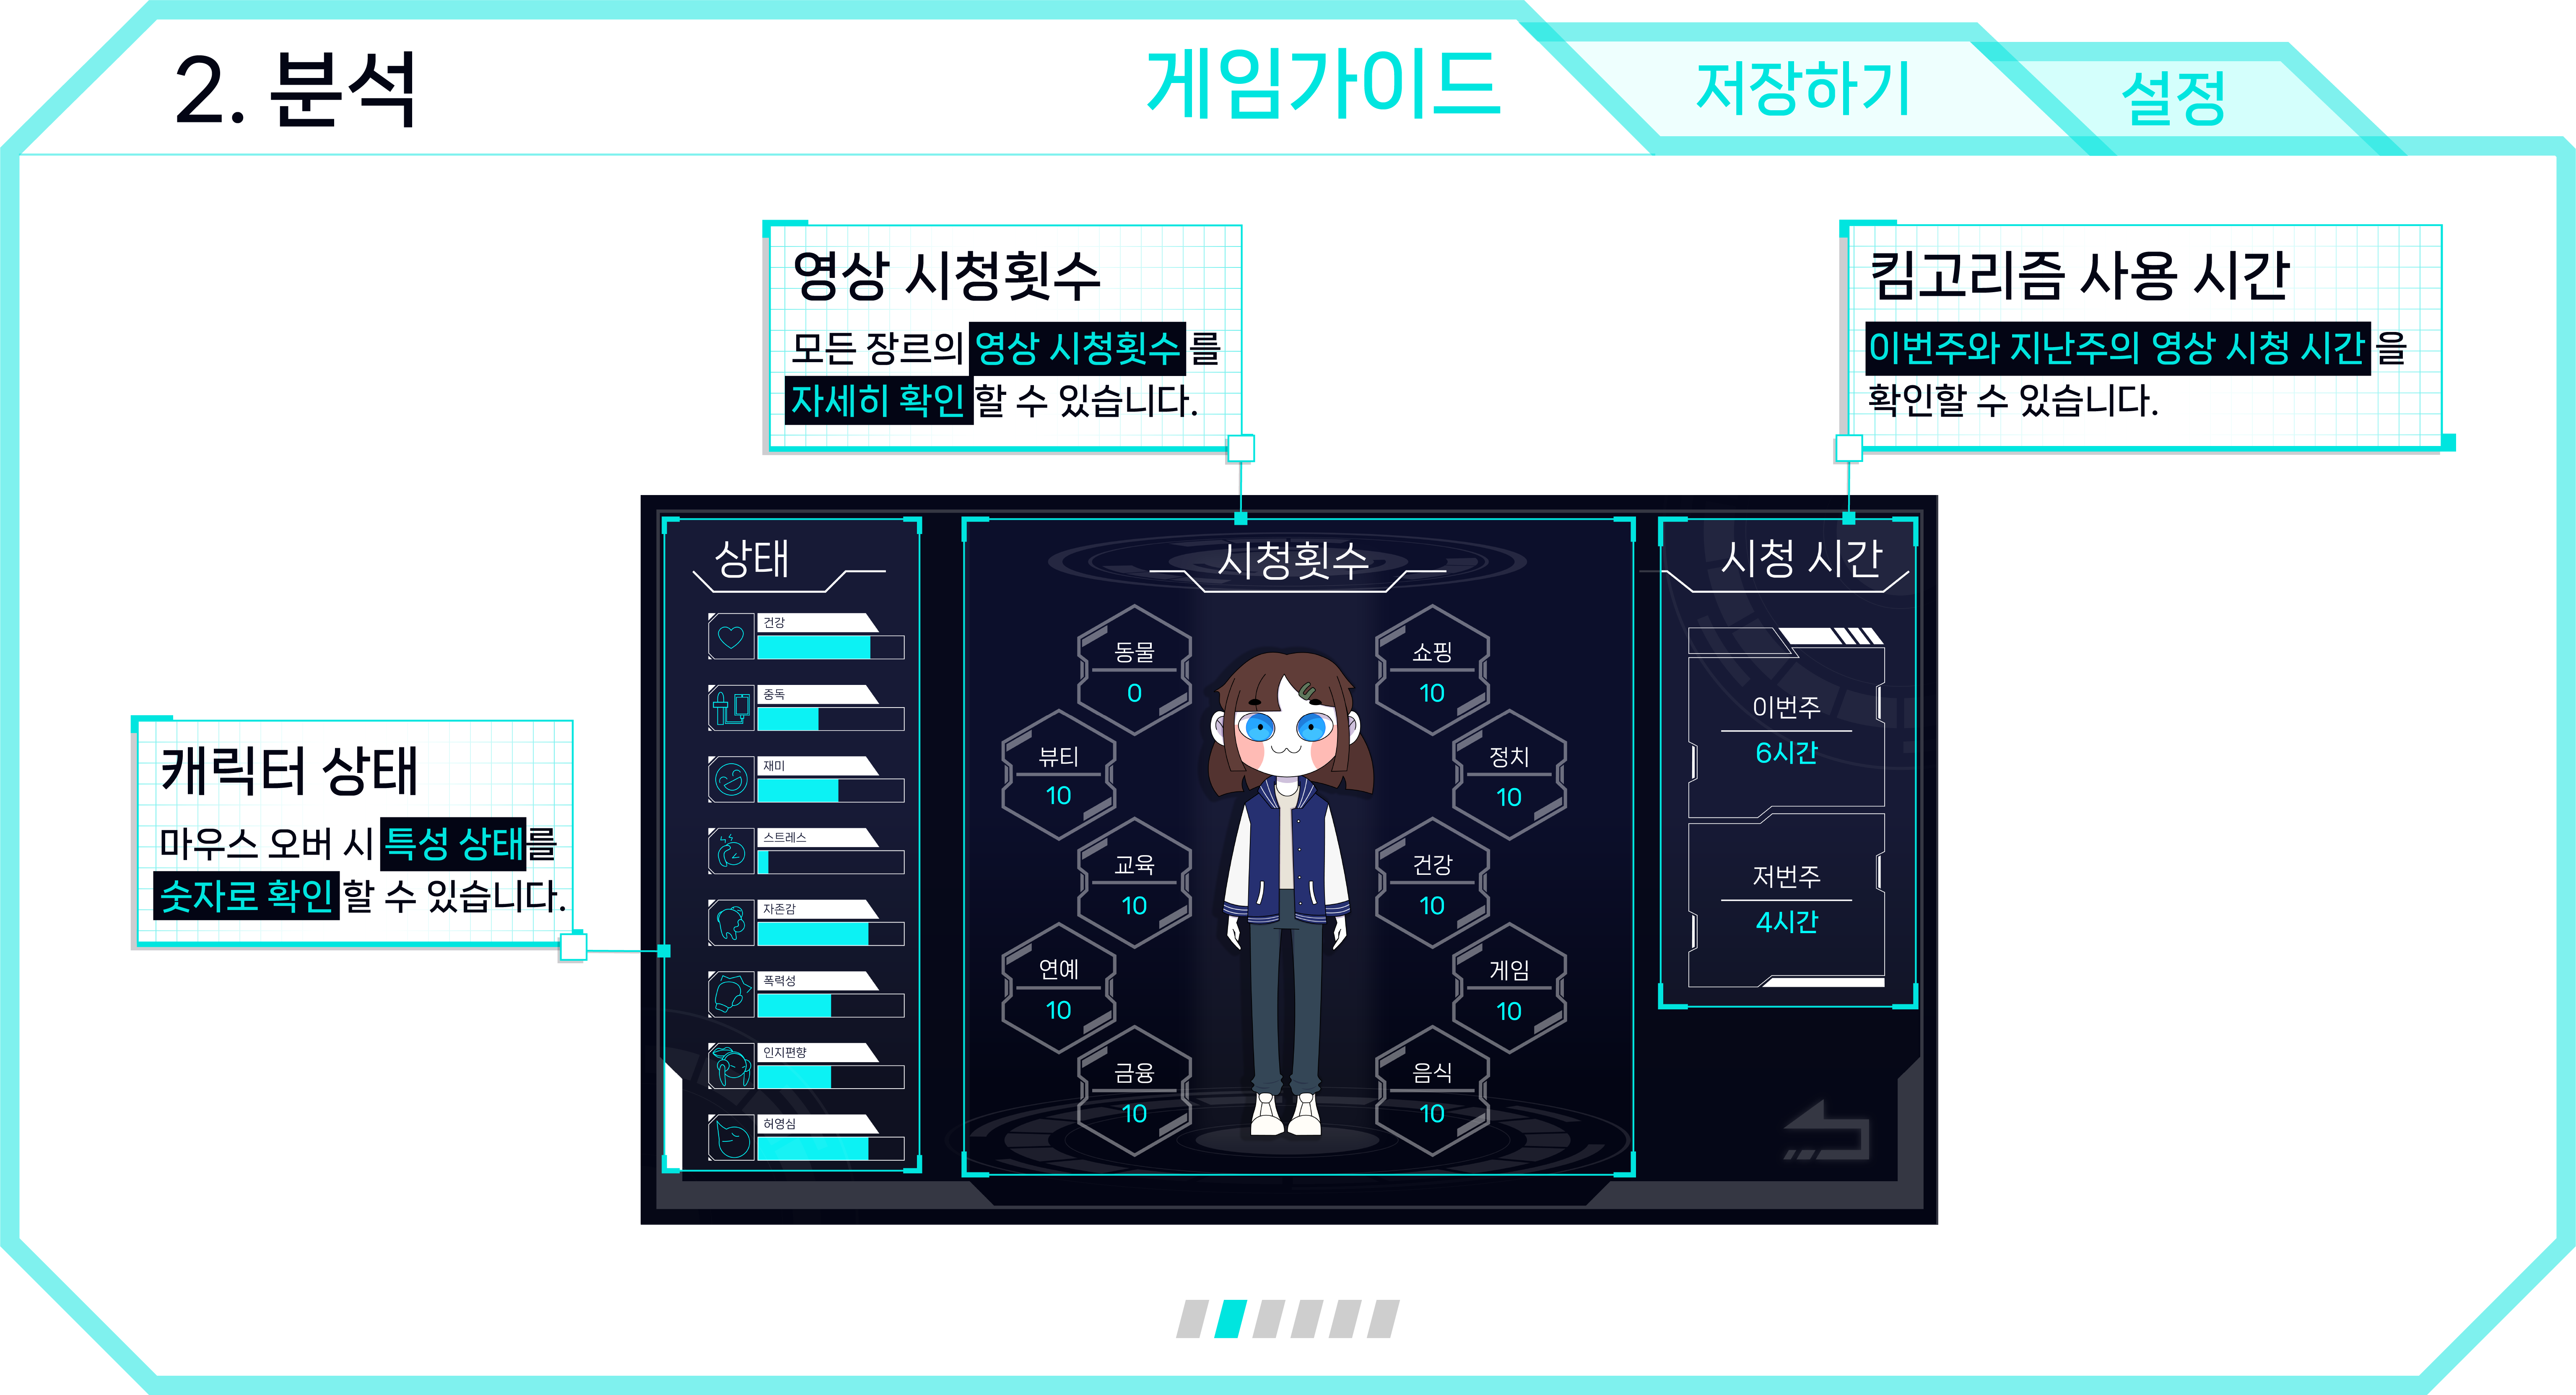 2. 분석
게임가이드
저장하기
설정
영상 시청횟수
모든 장르의 영상 시청횟수를
자세히 확인할 수 있습니다.
킴고리즘 사용 시간
이번주와 지난주의 영상 시청 시간을
확인할 수 있습니다.
캐릭터 상태
마우스 오버 시 특성 상태를
숫자로 확인할 수 있습니다.
상태
건강
중독
재미
스트레스
자존감
폭력성
인지편향
허영심
시청횟수
동물
0
쇼핑
10
뷰티
10
정치
10
교육
10
건강
10
연예
10
게임
10
금융
10
음식
10
시청 시간
이번주
6시간
저번주
4시간